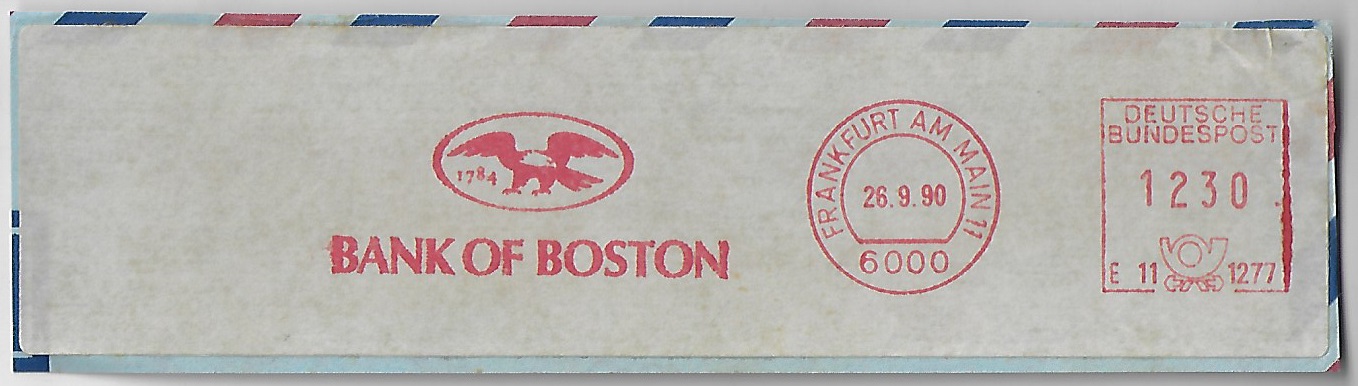 1784
BANK OF BOSTON
FRANKFURT AM MAIN 11
26.9.90
6000
DEUTSCHE
BUNDESPOST
1230
E 11 1277